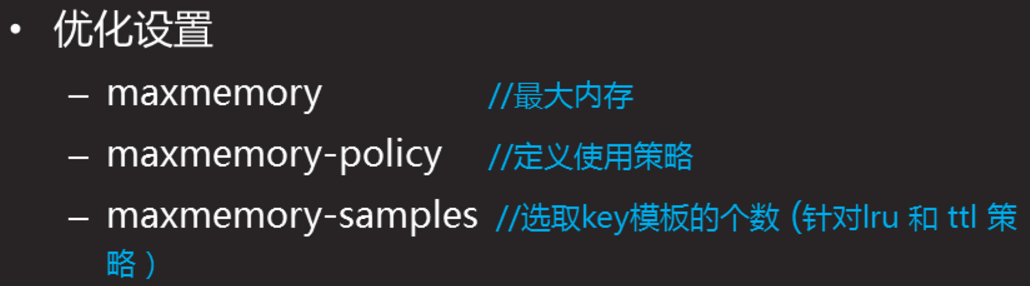 • 优化设置
– maxmemory //最大内存
– maxmemory-policy //定义使用策略
– maxmemory-samples //选取key模板的个数 (针对lru 和 ttl 策
略 )